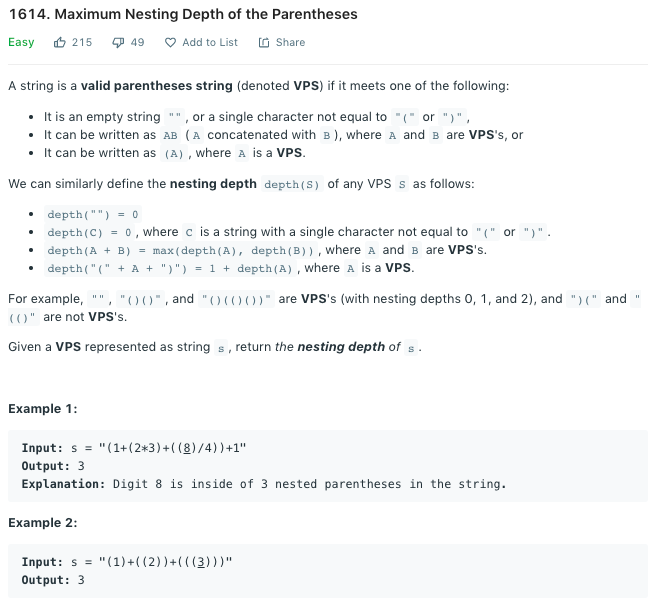 1614. Maximum Nesting Depth of the Parentheses
Easy 215 49 Add to List Share
A string is a valid parentheses string (denoted VPS) if it meets one of the following:
• It is an empty string "", or a single character not equal to "(" or ")",
• It can be written as AB (A concatenated with B), where A and B are VPS's, or
• It can be written as (A), where A is a VPS.
We can similarly define the nesting depth depth(S) of any VPS S as follows:
• depth("") = 0
• depth(C) = 0, where C is a string with a single character not equal to "(" or ")".
• depth(A + B) = max(depth(A), depth(B)), where A and B are VPS's.
• depth("(" + A + ")") = 1 + depth(A), where A is a VPS.
For example, "", "()()", and "()(()())" are VPS's (with nesting depths 0, 1, and 2), and ")(" and "
(()" are not VPS's.
Given a VPS represented as string s, return the nesting depth of s.
Example 1:
Input: s = "(1+(2*3)+((8)/4))+1"
Output: 3
Explanation: Digit 8 is inside of 3 nested parentheses in the string.
Example 2:
Input: s = "(1)+((2))+(((3)))"
Output: 3